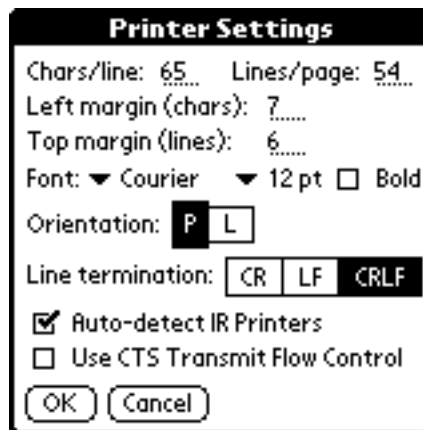 Printer Settings
Chars/line: 65 Lines/page: 54
Left margin (chars): 7
Top margin (lines): 6
Font: Courier 12 pt Bold
Orientation: P L
Line termination: CR LF CRLF
Auto-detect IR Printers
Use CTS Transmit Flow Control
OK Cancel